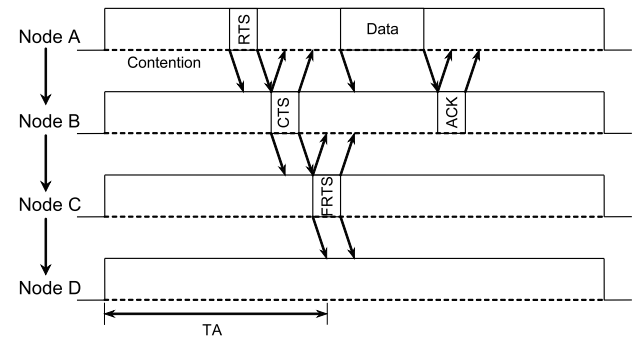 Node A
RTS
Data
Contention
Node B
CTS
ACK
Node C
FRTS
Node D
TA